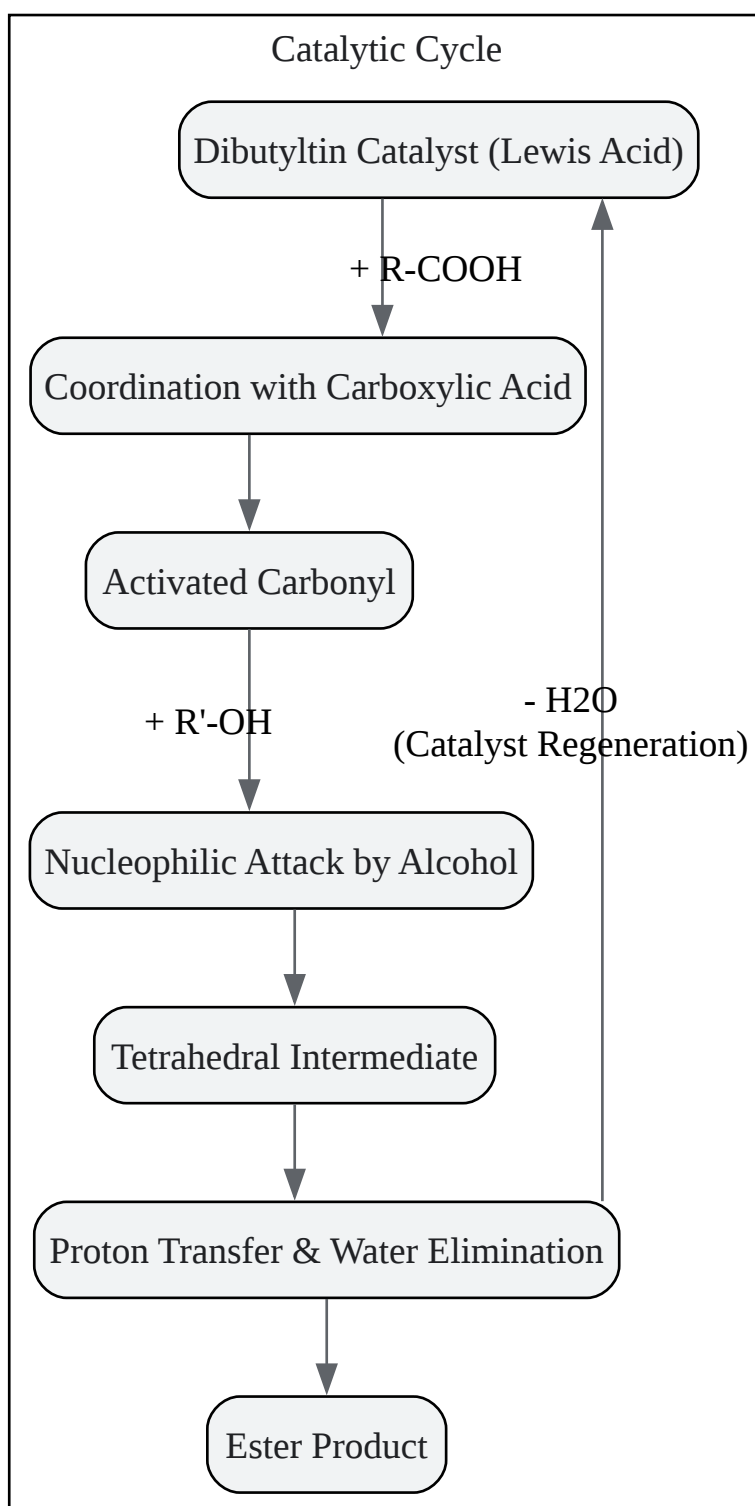 Catalytic Cycle
Dibutyltin Catalyst (Lewis Acid)
+ R-COOH
Coordination with Carboxylic Acid
Activated Carbonyl
+ R'-OH
- H2O
(Catalyst Regeneration)
Nucleophilic Attack by Alcohol
Tetrahedral Intermediate
Proton Transfer & Water Elimination
Ester Product